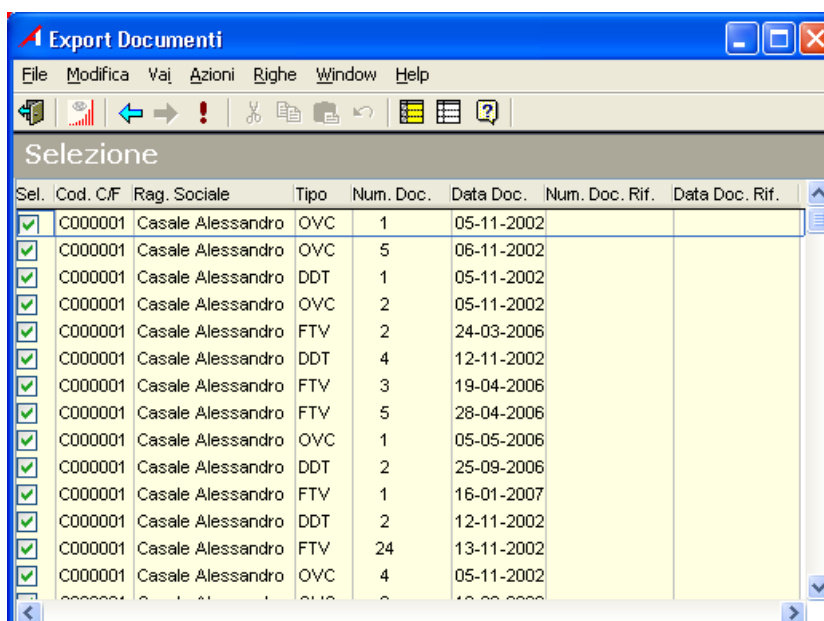 Export Documenti
File Modifica Vai Azioni Righe Window Help
Selezione
Sel. Cod. C/F Rag. Sociale Tipo Num. Doc. Data Doc. Num. Doc. Rif. Data Doc. Rif.
C000001 Casale Alessandro OVC 1 05-11-2002
C000001 Casale Alessandro OVC 5 06-11-2002
C000001 Casale Alessandro DDT 1 05-11-2002
C000001 Casale Alessandro OVC 2 05-11-2002
C000001 Casale Alessandro FTV 2 24-03-2006
C000001 Casale Alessandro DDT 4 12-11-2002
C000001 Casale Alessandro FTV 3 19-04-2006
C000001 Casale Alessandro FTV 5 28-04-2006
C000001 Casale Alessandro OVC 1 05-05-2006
C000001 Casale Alessandro DDT 2 25-09-2006
C000001 Casale Alessandro FTV 1 16-01-2007
C000001 Casale Alessandro DDT 2 12-11-2002
C000001 Casale Alessandro FTV 24 13-11-2002
C000001 Casale Alessandro OVC 4 05-11-2002